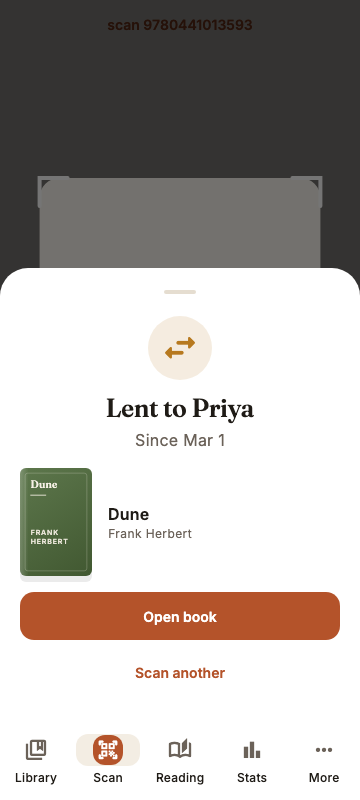 scan 9780441013593
Lent to Priya
Since Mar 1
Dune
FRANK
HERBERT
Dune
Frank Herbert
Open book
Scan another
Library
Scan
Reading
Stats
More